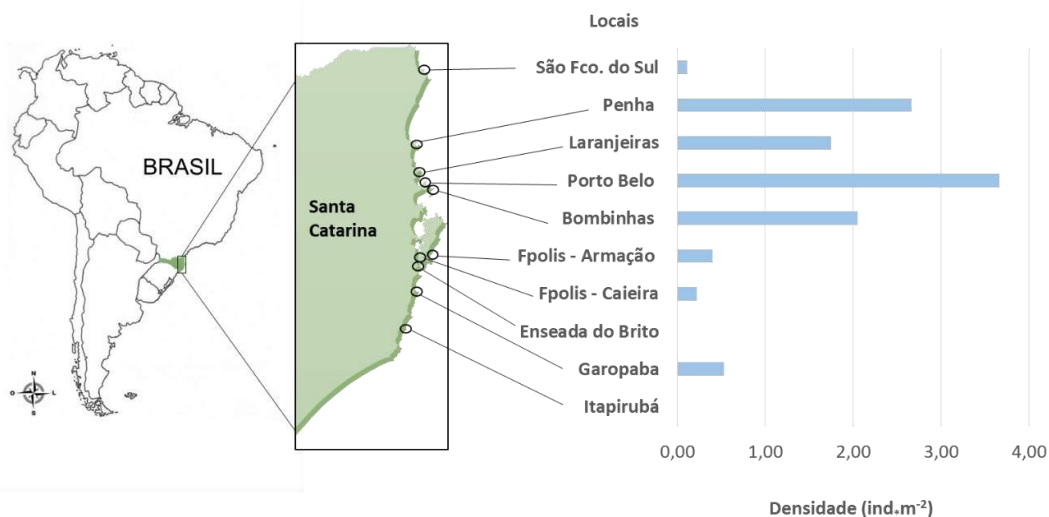 Locais
BRASIL
N
O
L
S
Santa
Catarina
São Fco. do Sul
Penha
Laranjeiras
Porto Belo
Bombinhas
Fpolis - Armação
Fpolis - Caieira
Enseada do Brito
Garopaba
Itapirubá
0,00 1,00 2,00 3,00 4,00
Densidade (ind.m⁻²)